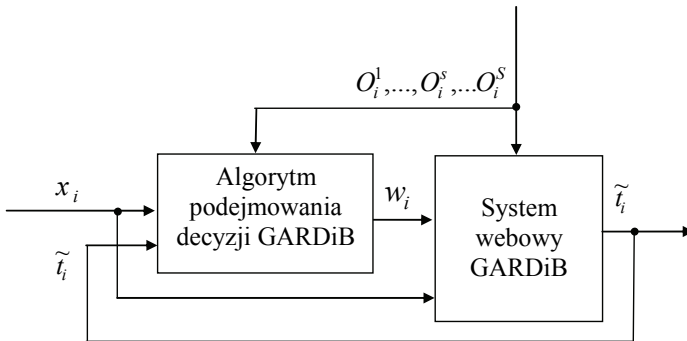 O_i^1,...,O_i^s,...O_i^S
x_i
Algorytm
podejmowania
decyzji GARDiB
w_i
System
webowy
GARDiB
t̃_i
t̃_i